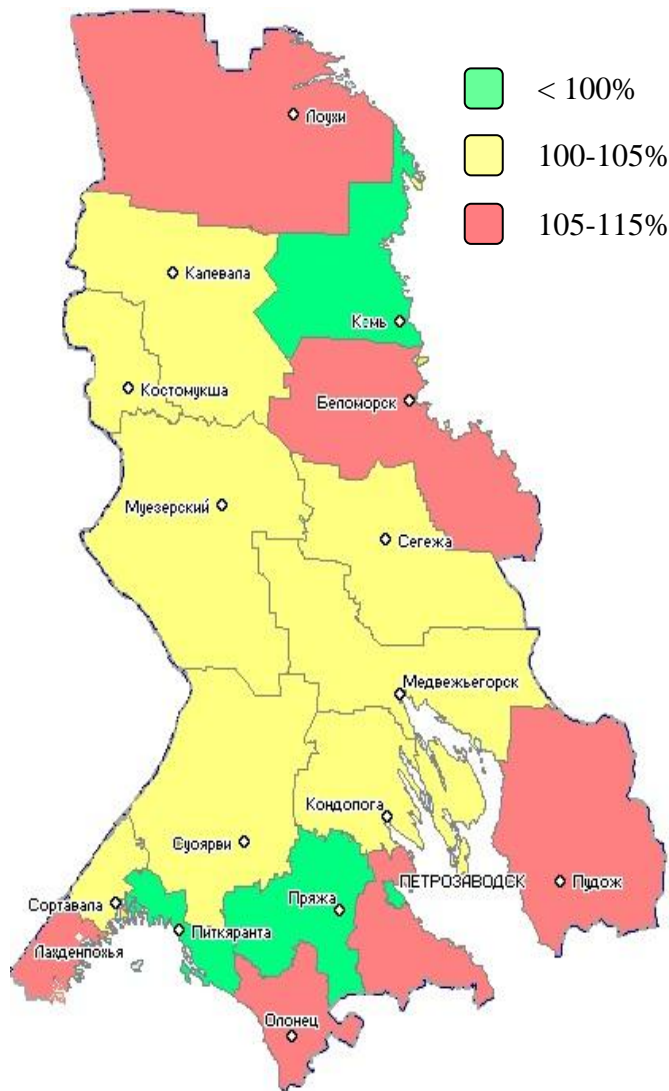 < 100%
100-105%
105-115%
Лоухи
Калевала
Кемь
Костомукша
Беломорск
Муезерский
Сегежа
Медвежьегорск
Кондопога
Суоярви
ПЕТРОЗАВОДСК
Пудож
Пряжа
Сортавала
Питкяранта
Лахденпохья
Олонец